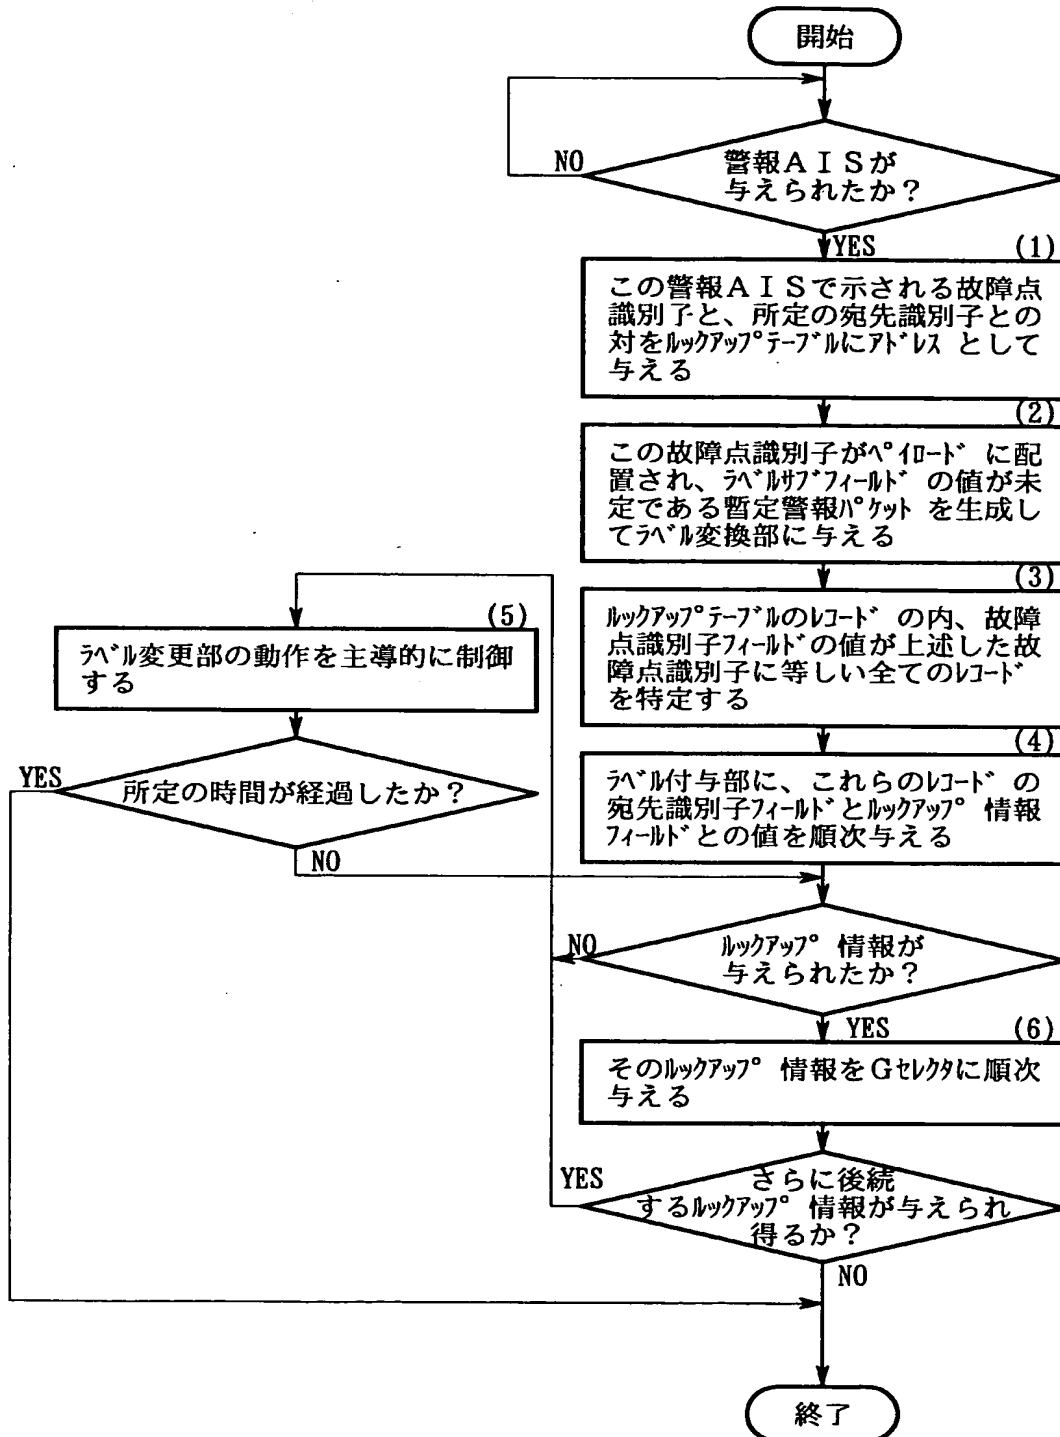 開始
警報AISが
与えられたか?
NO
YES
(1)
この警報AISで示される故障点
識別子と、所定の宛先識別子との
対をルックアップテーブルにアドレス として
与える
(2)
この故障点識別子がペイロード に配
置され、ラベルサブフィールド の値が未
定である暫定警報パケット を生成し
てラベル変換部に与える
(3)
ルックアップテーブルのレコード の内、故障
点識別子フィールドの値が上述した故
障点識別子に等しい全てのレコード
を特定する
(4)
ラベル付与部に、これらのレコード の
宛先識別子フィールドとルックアップ 情報
フィールドとの値を順次与える
(5)
ラベル変更部の動作を主導的に制御
する
YES
所定の時間が経過したか?
NO
NO
ルックアップ 情報が
与えられたか?
YES
(6)
そのルックアップ 情報をGセレクタに順次
与える
YES
さらに後続
するルックアップ 情報が与えられ
得るか?
NO
終了